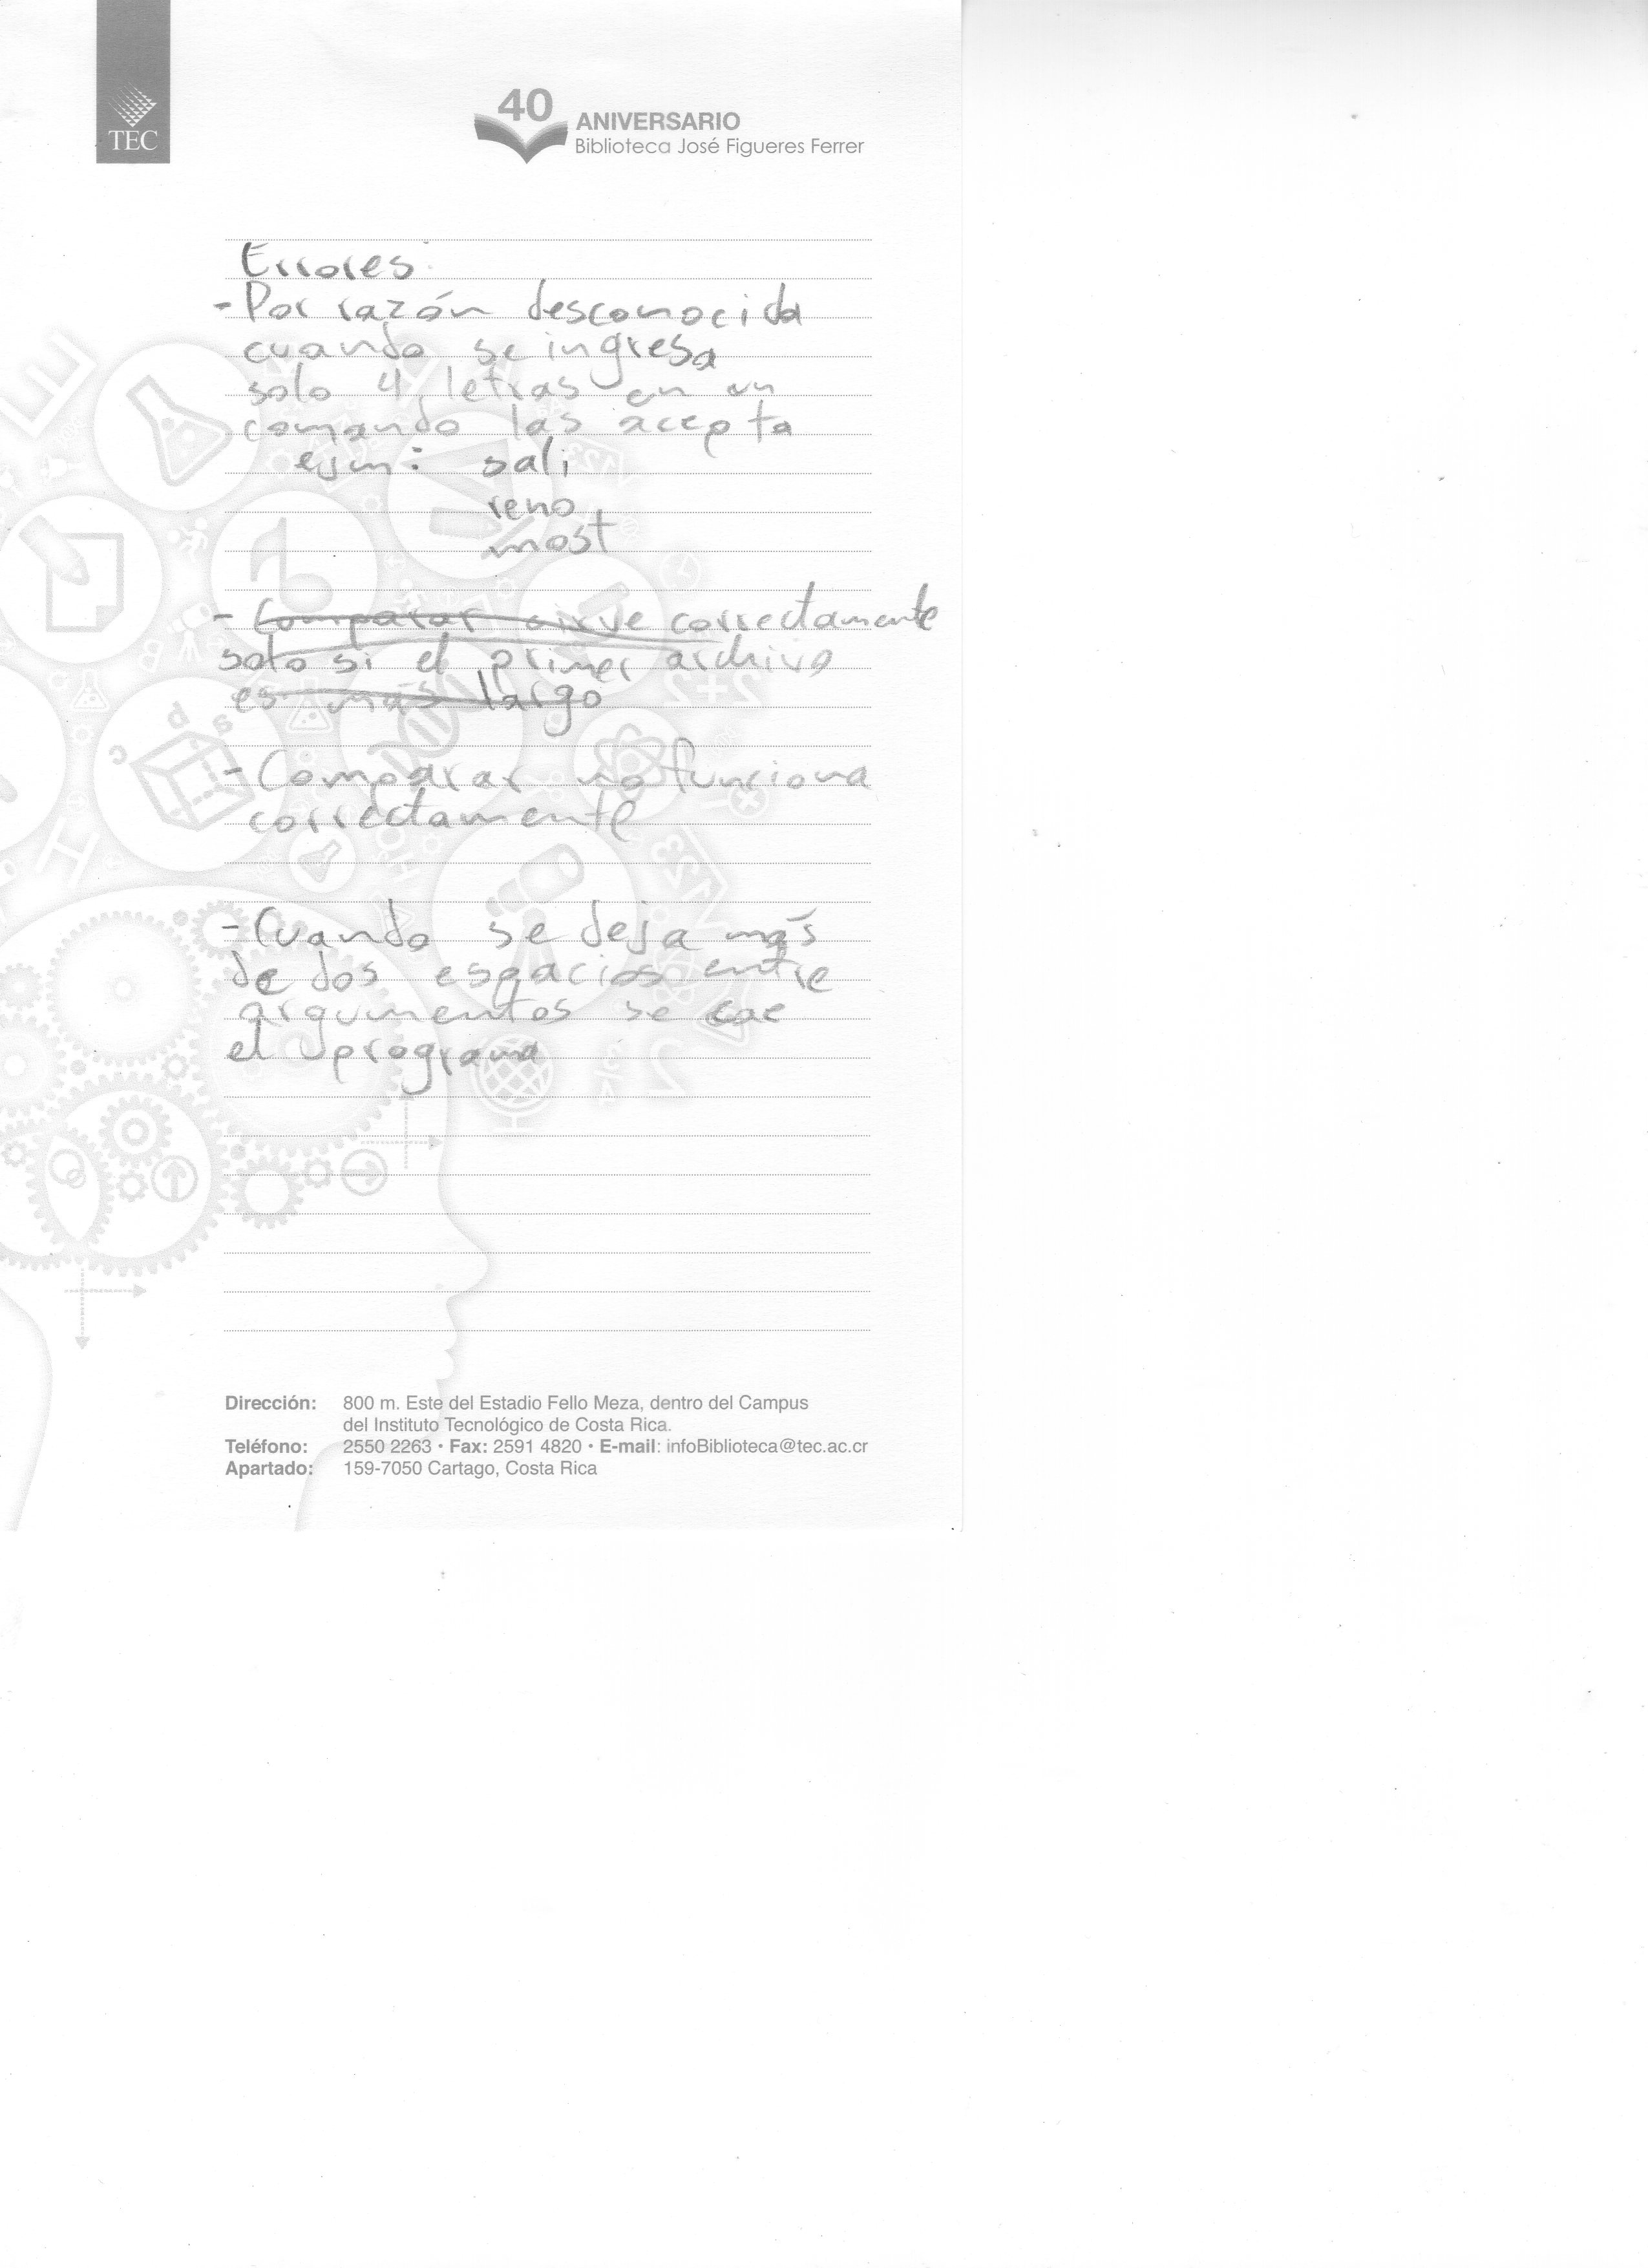 TEC
40
ANIVERSARIO
Biblioteca José Figueres Ferrer
Errores:
- Por razón desconocida
cuando se ingresa
solo 4 letras en un
comando las acepta
ejm: sali
reno
most
- Comparar sirve correctamente
solo si el primer archivo
es más largo
- Comparar no funciona
correctamente
- Cuando se deja más
de dos espacios entre
argumentos se cae
el programa
Dirección: 800 m. Este del Estadio Fello Meza, dentro del Campus
del Instituto Tecnológico de Costa Rica.
Teléfono: 2550 2263 • Fax: 2591 4820 • E-mail: infoBiblioteca@tec.ac.cr
Apartado: 159-7050 Cartago, Costa Rica